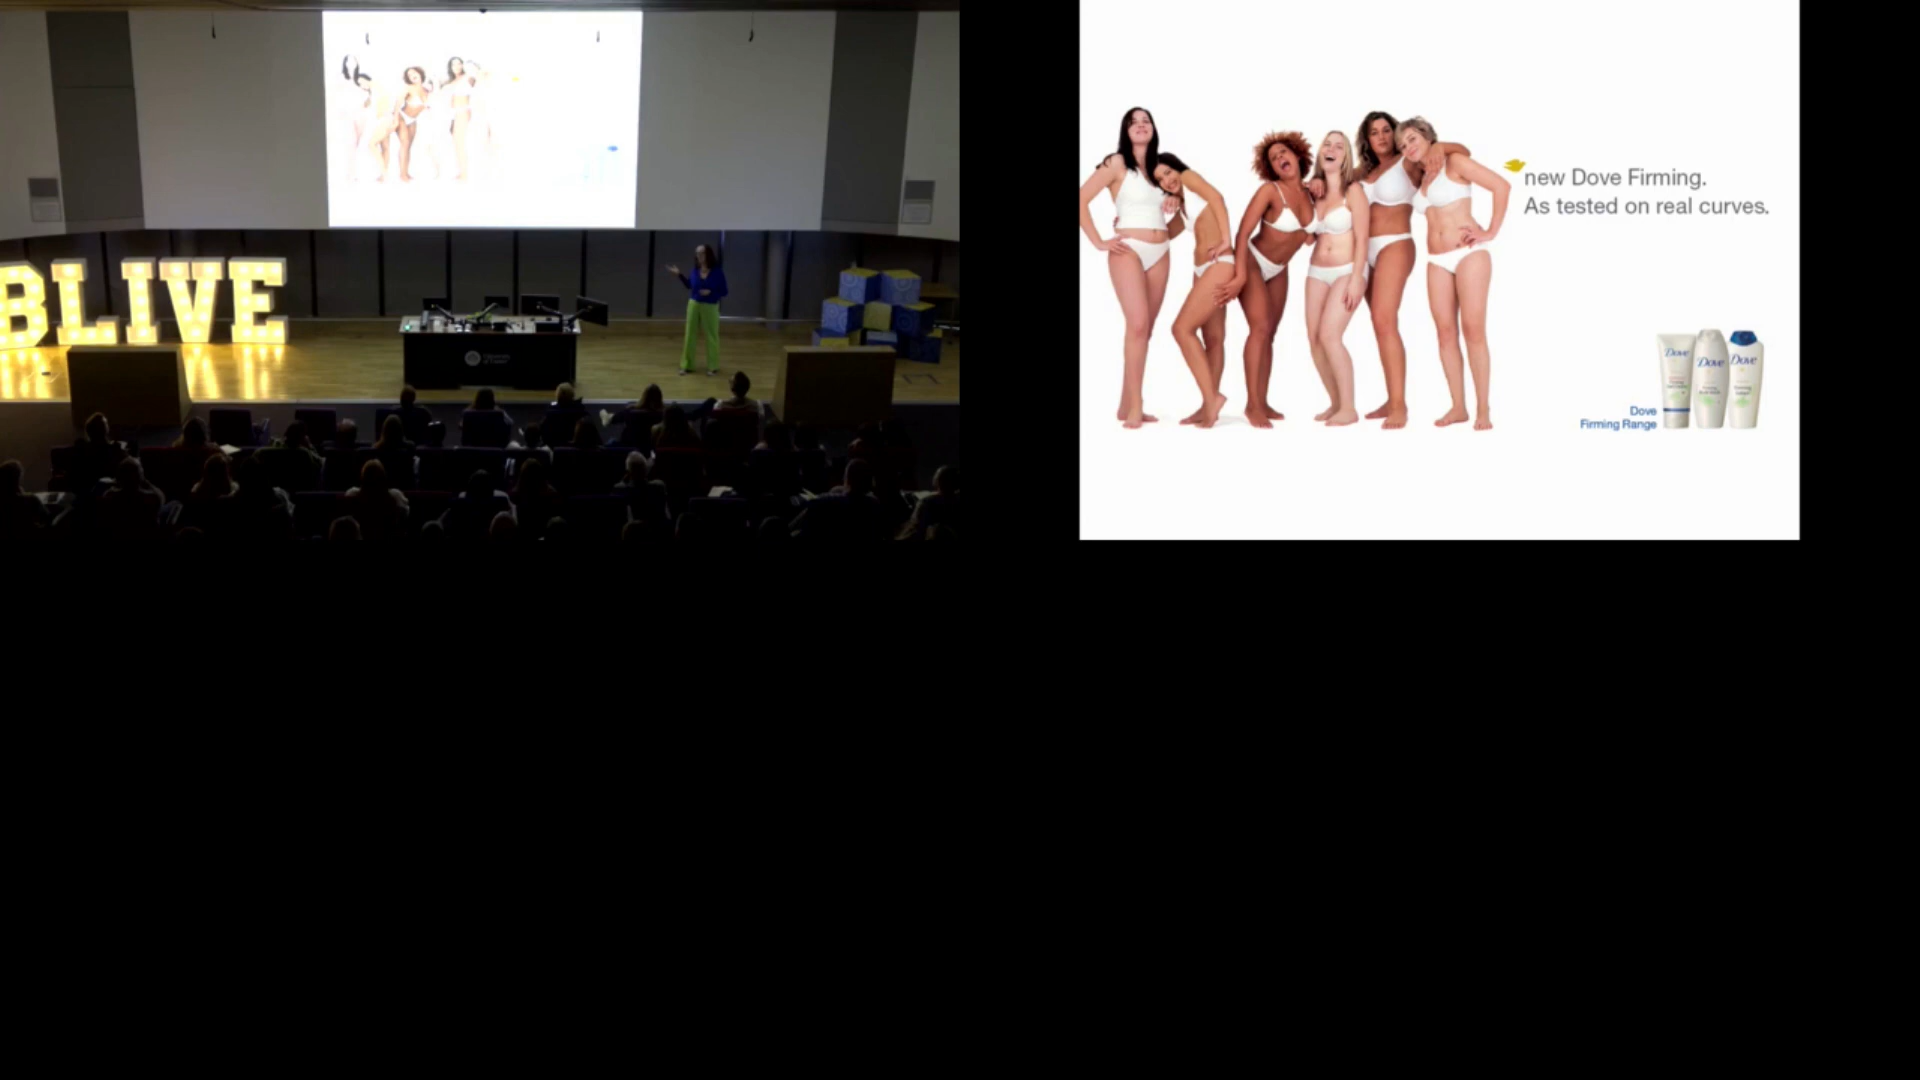 BLIVE
new Dove Firming.
As tested on real curves.
Dove
Firming Range
Dove
Dove
Dove